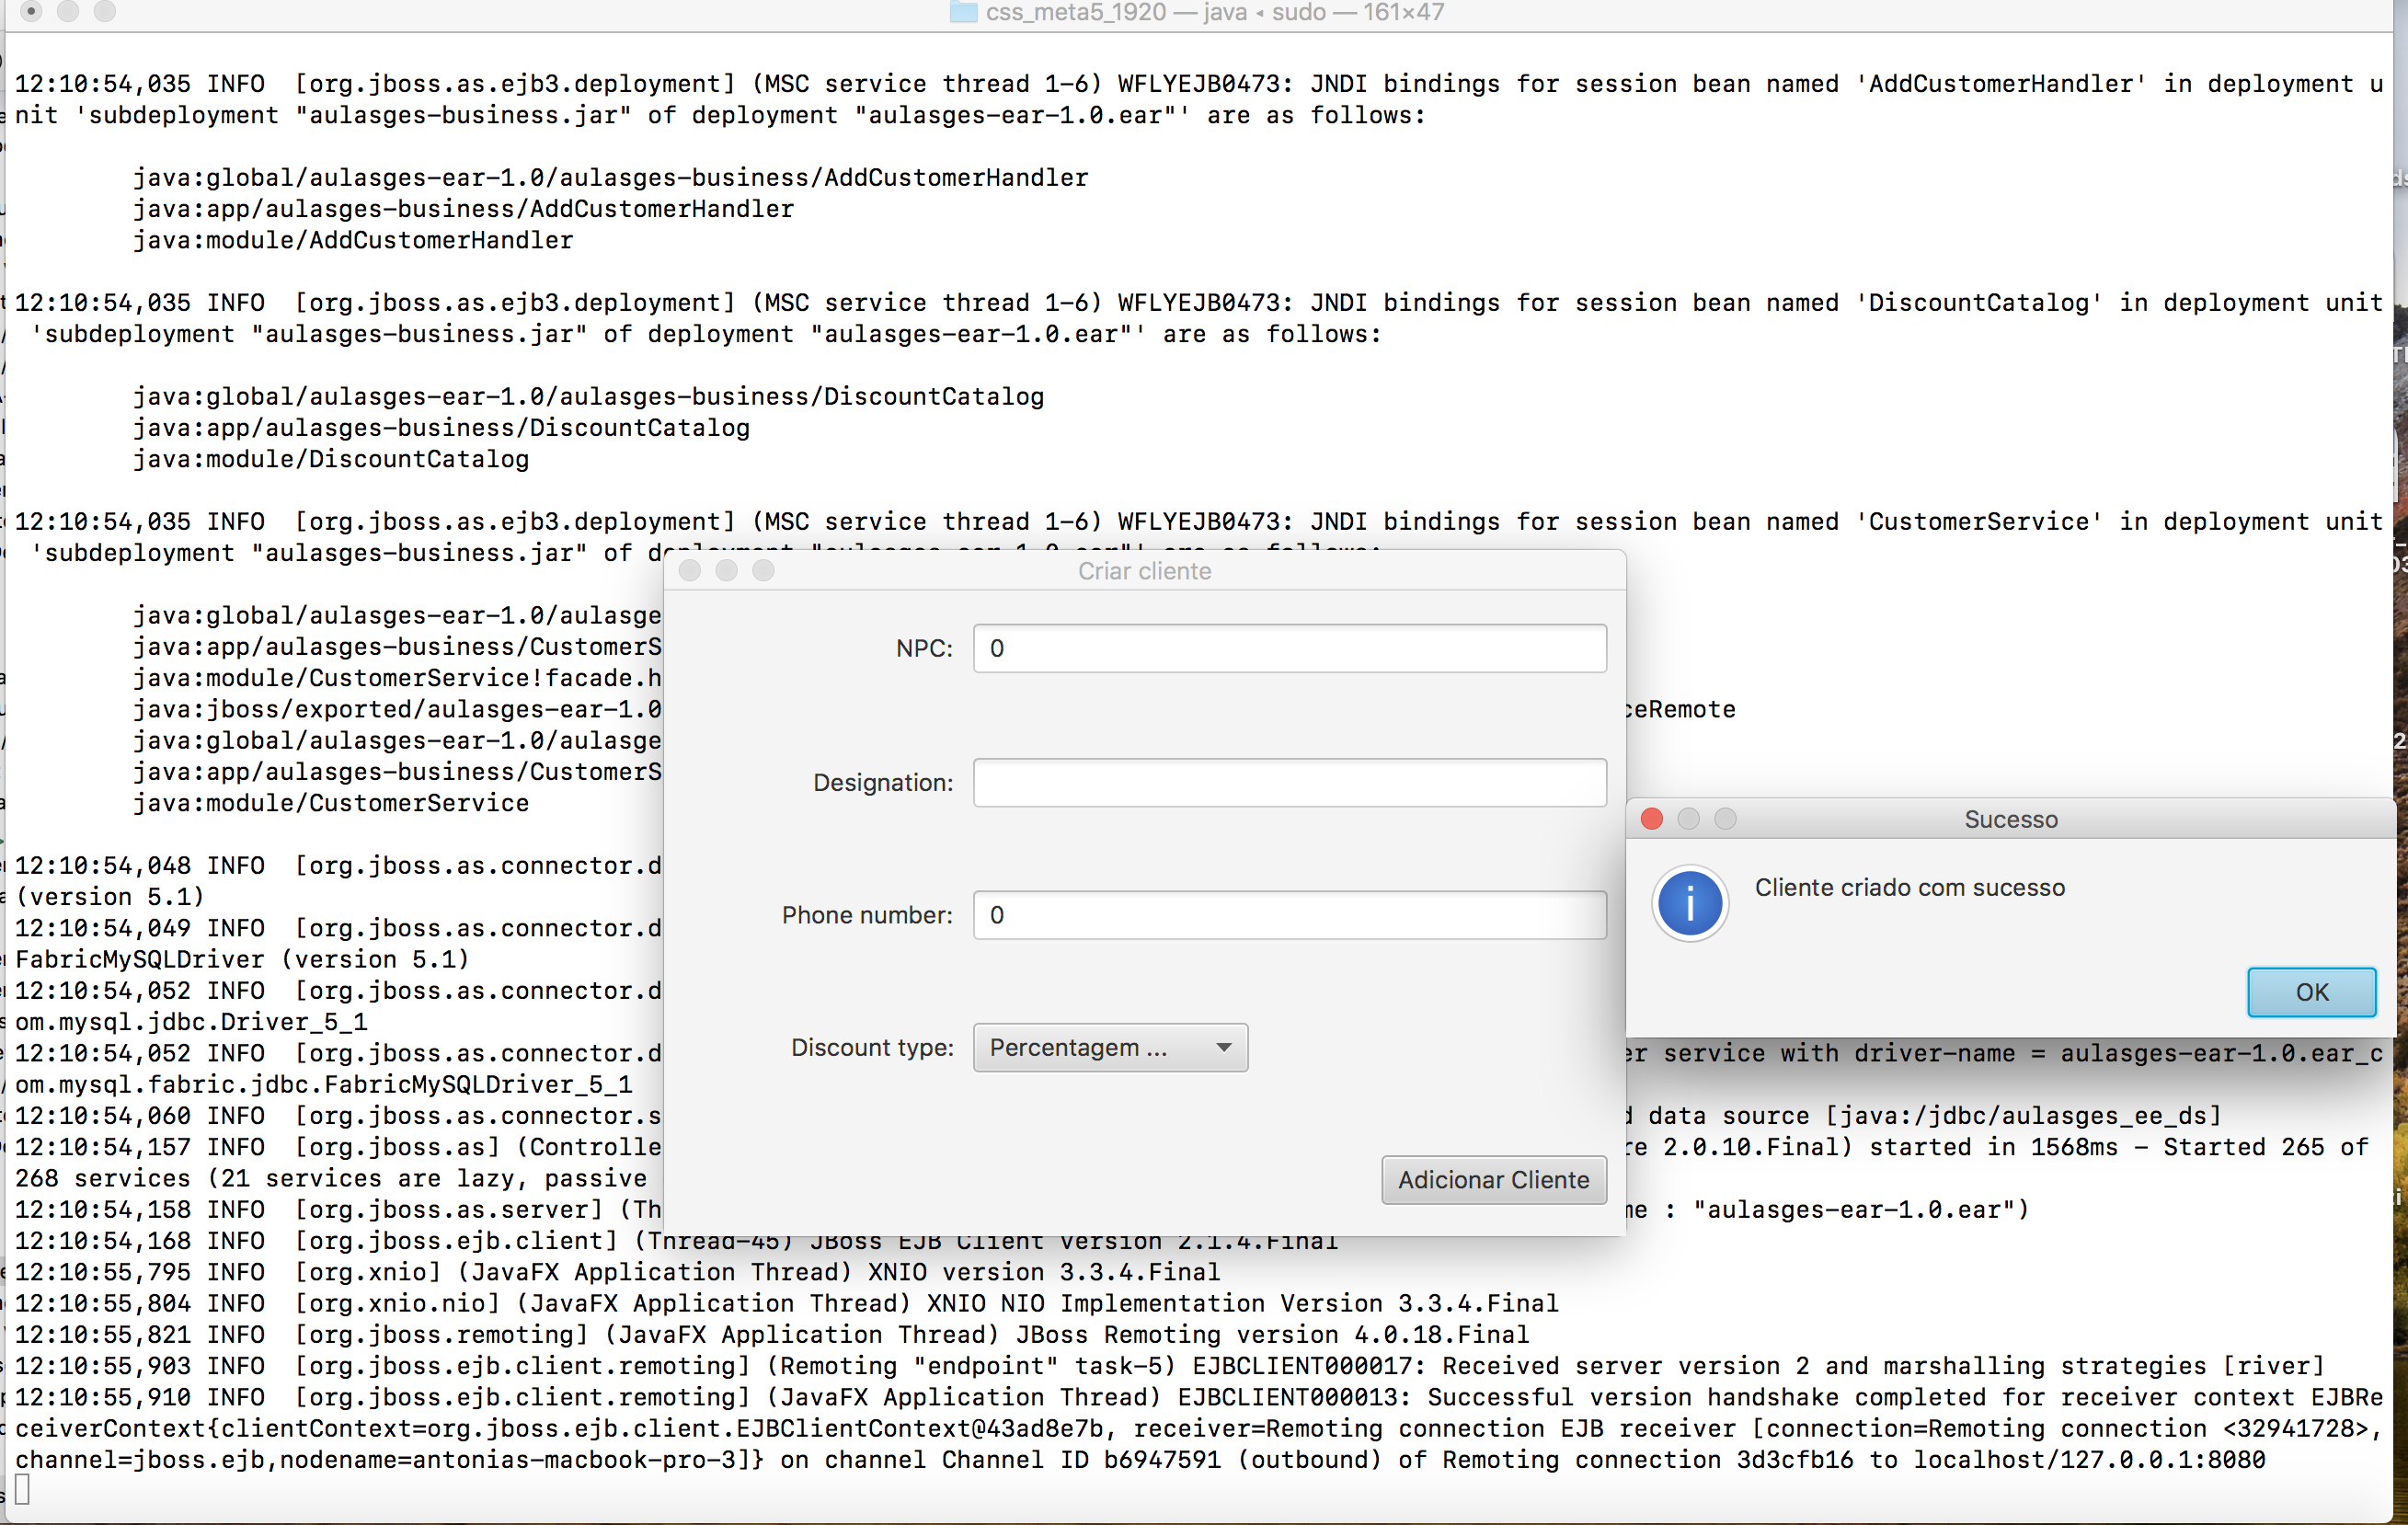 css_meta5_1920 — java ◂ sudo — 161×47
12:10:54,035 INFO  [org.jboss.as.ejb3.deployment] (MSC service thread 1-6) WFLYEJB0473: JNDI bindings for session bean named 'AddCustomerHandler' in deployment u
nit 'subdeployment "aulasges-business.jar" of deployment "aulasges-ear-1.0.ear"' are as follows:
java:global/aulasges-ear-1.0/aulasges-business/AddCustomerHandler
java:app/aulasges-business/AddCustomerHandler
java:module/AddCustomerHandler
12:10:54,035 INFO  [org.jboss.as.ejb3.deployment] (MSC service thread 1-6) WFLYEJB0473: JNDI bindings for session bean named 'DiscountCatalog' in deployment unit
'subdeployment "aulasges-business.jar" of deployment "aulasges-ear-1.0.ear"' are as follows:
java:global/aulasges-ear-1.0/aulasges-business/DiscountCatalog
java:app/aulasges-business/DiscountCatalog
java:module/DiscountCatalog
12:10:54,035 INFO  [org.jboss.as.ejb3.deployment] (MSC service thread 1-6) WFLYEJB0473: JNDI bindings for session bean named 'CustomerService' in deployment unit
'subdeployment "aulasges-business.jar" of deployment "aulasges-ear-1.0.ear"' are as follows:
java:global/aulasges-ear-1.0/aulasge
java:app/aulasges-business/CustomerS
java:module/CustomerService!facade.h
java:jboss/exported/aulasges-ear-1.0 ceRemote
java:global/aulasges-ear-1.0/aulasge
java:app/aulasges-business/CustomerS
java:module/CustomerService
12:10:54,048 INFO  [org.jboss.as.connector.d
(version 5.1)
12:10:54,049 INFO  [org.jboss.as.connector.d
FabricMySQLDriver (version 5.1)
12:10:54,052 INFO  [org.jboss.as.connector.d
om.mysql.jdbc.Driver_5_1
12:10:54,052 INFO  [org.jboss.as.connector.d er service with driver-name = aulasges-ear-1.0.ear_c
om.mysql.fabric.jdbc.FabricMySQLDriver_5_1
12:10:54,060 INFO  [org.jboss.as.connector.s d data source [java:/jdbc/aulasges_ee_ds]
12:10:54,157 INFO  [org.jboss.as] (Controlle re 2.0.10.Final) started in 1568ms - Started 265 of
268 services (21 services are lazy, passive
12:10:54,158 INFO  [org.jboss.as.server] (Th me : "aulasges-ear-1.0.ear")
12:10:54,168 INFO  [org.jboss.ejb.client] (Thread-45) JBoss EJB Client version 2.1.4.Final
12:10:55,795 INFO  [org.xnio] (JavaFX Application Thread) XNIO version 3.3.4.Final
12:10:55,804 INFO  [org.xnio.nio] (JavaFX Application Thread) XNIO NIO Implementation Version 3.3.4.Final
12:10:55,821 INFO  [org.jboss.remoting] (JavaFX Application Thread) JBoss Remoting version 4.0.18.Final
12:10:55,903 INFO  [org.jboss.ejb.client.remoting] (Remoting "endpoint" task-5) EJBCLIENT000017: Received server version 2 and marshalling strategies [river]
12:10:55,910 INFO  [org.jboss.ejb.client.remoting] (JavaFX Application Thread) EJBCLIENT000013: Successful version handshake completed for receiver context EJBRe
ceiverContext{clientContext=org.jboss.ejb.client.EJBClientContext@43ad8e7b, receiver=Remoting connection EJB receiver [connection=Remoting connection <32941728>,
channel=jboss.ejb,nodename=antonias-macbook-pro-3]} on channel Channel ID b6947591 (outbound) of Remoting connection 3d3cfb16 to localhost/127.0.0.1:8080
Criar cliente
NPC: 0
Designation:
Phone number: 0
Discount type: Percentagem ...
Adicionar Cliente
Sucesso
Cliente criado com sucesso
OK